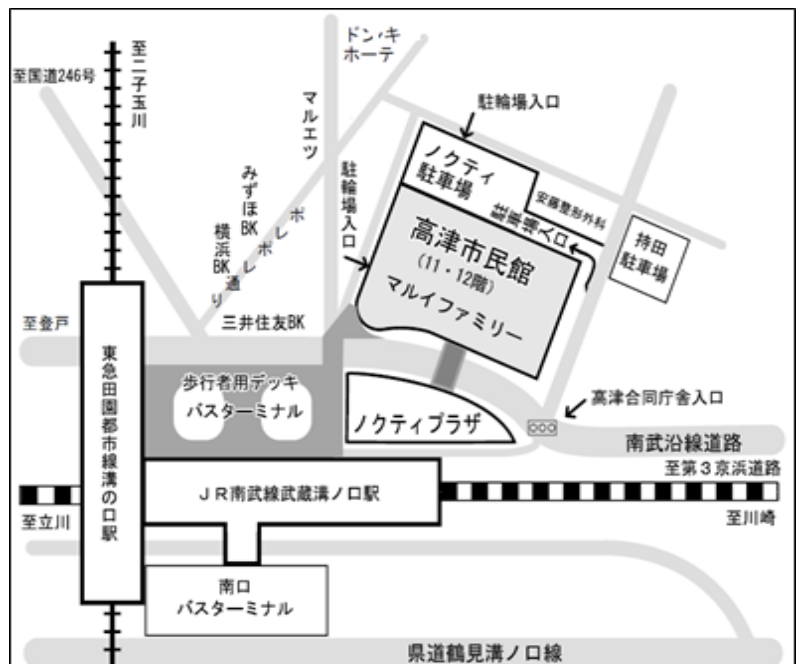 ドン・キ
ホーテ
至国道246号
至二子玉川
マルエツ
駐輪場入口
みずほBK
横浜BK
ポレポレ通り
駐輪場入口
ノクティ
駐車場
安藤整形外科
駐車場入口
持田
駐車場
高津市民館
(11・12階)
マルイファミリー
至登戸
三井住友BK
東急田園都市線溝の口駅
歩行者用デッキ
バスターミナル
ノクティプラザ
高津合同庁舎入口
南武沿線道路
至第3京浜道路
JR南武線武蔵溝ノ口駅
至立川
至川崎
南口
バスターミナル
県道鶴見溝ノ口線